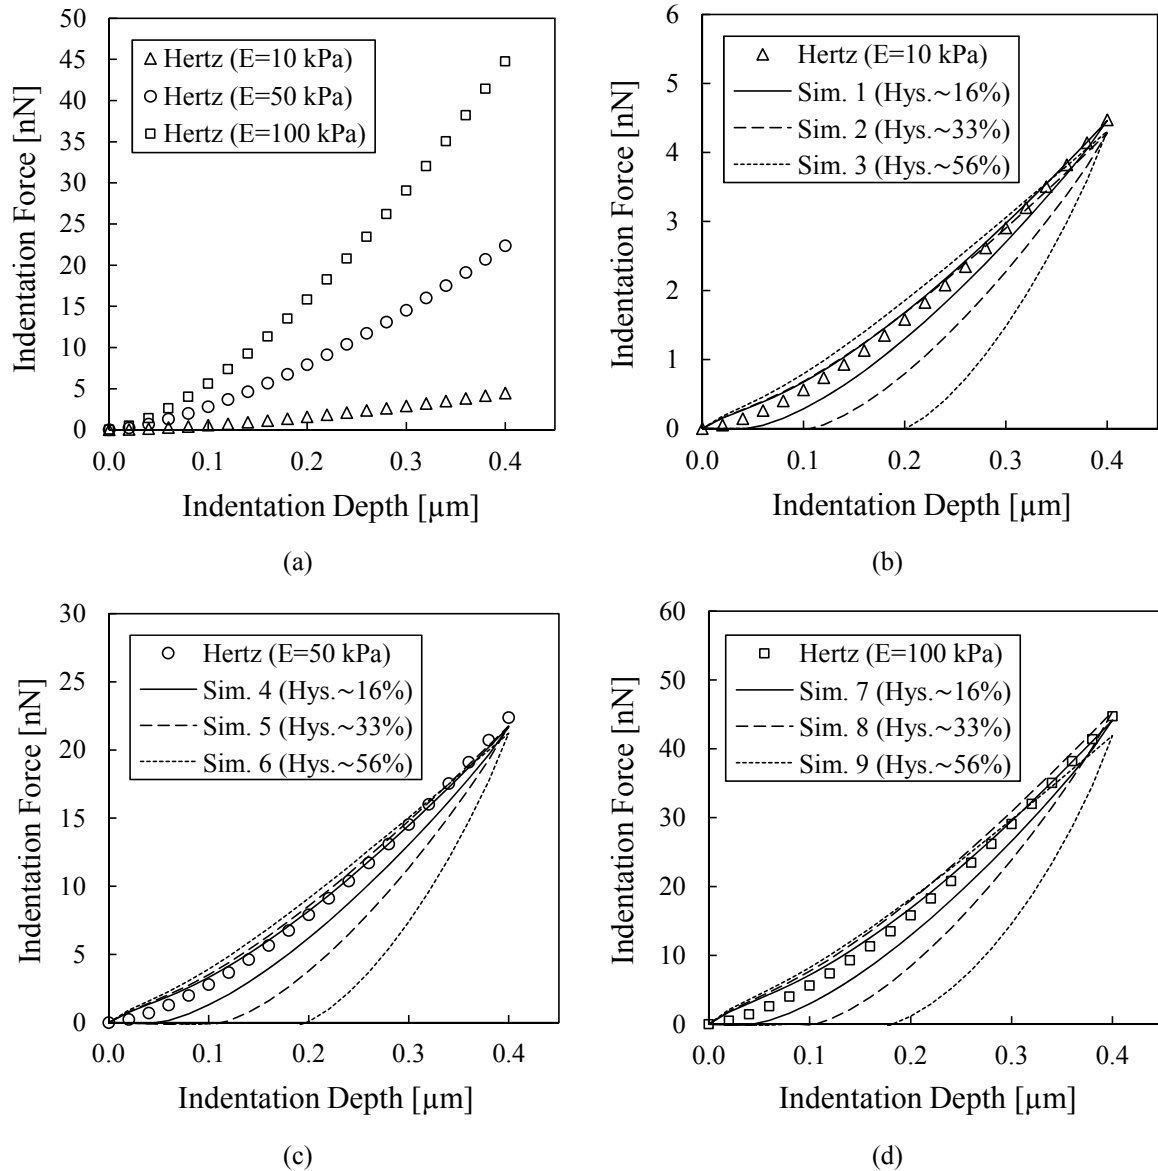 50
45
40
35
30
25
20
15
10
5
0
Indentation Force [nN]
Hertz (E=10 kPa)
Hertz (E=50 kPa)
Hertz (E=100 kPa)
0.0 0.1 0.2 0.3 0.4
Indentation Depth [µm]
(a)
6
5
4
3
2
1
0
Indentation Force [nN]
Hertz (E=10 kPa)
Sim. 1 (Hys.~16%)
Sim. 2 (Hys.~33%)
Sim. 3 (Hys.~56%)
0.0 0.1 0.2 0.3 0.4
Indentation Depth [µm]
(b)
30
25
20
15
10
5
0
Indentation Force [nN]
Hertz (E=50 kPa)
Sim. 4 (Hys.~16%)
Sim. 5 (Hys.~33%)
Sim. 6 (Hys.~56%)
0.0 0.1 0.2 0.3 0.4
Indentation Depth [µm]
(c)
60
50
40
30
20
10
0
Indentation Force [nN]
Hertz (E=100 kPa)
Sim. 7 (Hys.~16%)
Sim. 8 (Hys.~33%)
Sim. 9 (Hys.~56%)
0.0 0.1 0.2 0.3 0.4
Indentation Depth [µm]
(d)